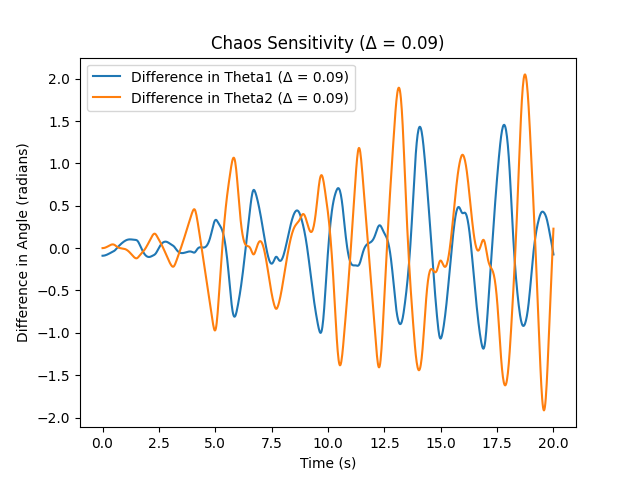 Chaos Sensitivity (Δ = 0.09)
Difference in Theta1 (Δ = 0.09)
Difference in Theta2 (Δ = 0.09)
Difference in Angle (radians)
2.0
1.5
1.0
0.5
0.0
−0.5
−1.0
−1.5
−2.0
0.0 2.5 5.0 7.5 10.0 12.5 15.0 17.5 20.0
Time (s)